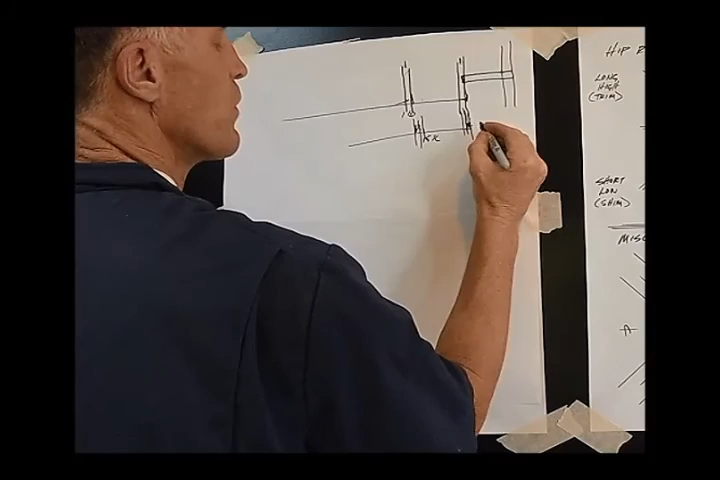 HIP R
LONG,
HIGH
(TRIM)
SHORT
LOW
(SHIM)
MISC
A